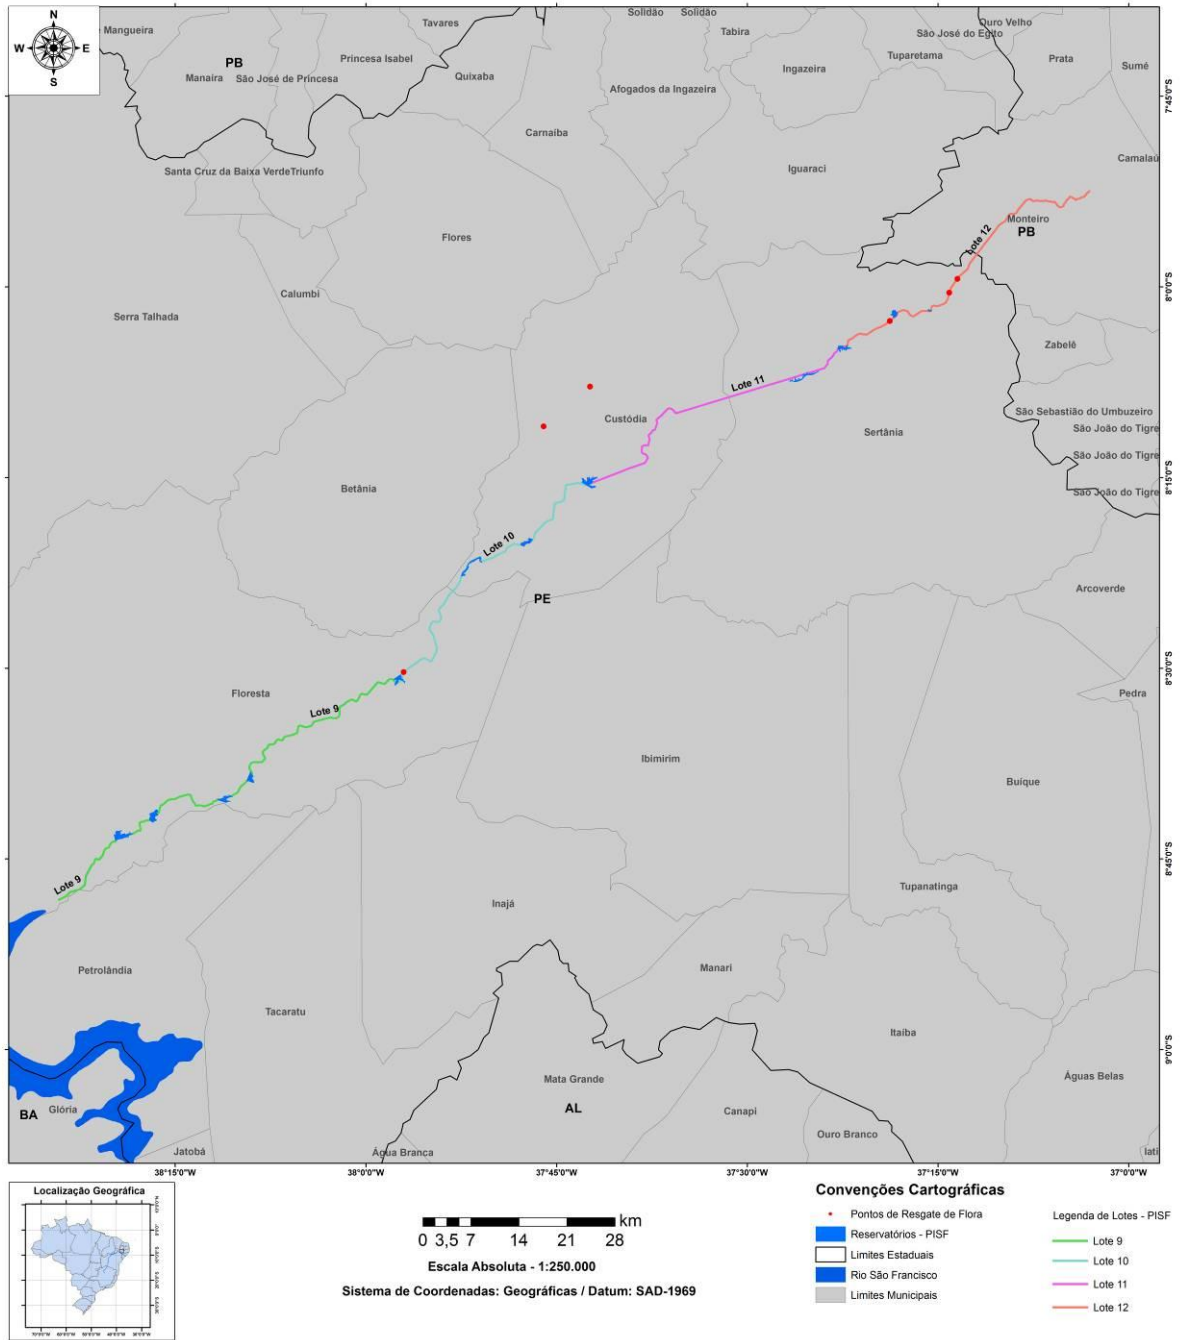 N
W
E
S
Mangueira
Tavares
Solidão
Solidão
Ouro Velho
São José do Egito
Tabira
PB
Princesa Isabel
Tuparetama
Prata
Sumé
Manaíra
São José de Princesa
Quixaba
Ingazeira
Afogados da Ingazeira
7°45'0"S
Carnaíba
Camalaú
Santa Cruz da Baixa Verde
Triunfo
Iguaraci
Monteiro
PB
Lote 12
Flores
Calumbi
8°0'0"S
Serra Talhada
Zabelê
Lote 11
São Sebastião do Umbuzeiro
Custódia
São João do Tigre
Sertânia
São João do Tigre
8°15'0"S
Betânia
São João do Tigre
Lote 10
Arcoverde
PE
8°30'0"S
Floresta
Pedra
Lote 9
Ibimirim
Buíque
8°45'0"S
Lote 9
Tupanatinga
Inajá
Petrolândia
Manari
Tacaratu
Itaíba
9°0'0"S
Mata Grande
Águas Belas
BA
Glória
AL
Canapi
Ouro Branco
Jatobá
Água Branca
Iati
38°15'0"W
38°0'0"W
37°45'0"W
37°30'0"W
37°15'0"W
37°0'0"W
Localização Geográfica
km
0 3,5 7 14 21 28
Escala Absoluta - 1:250.000
Sistema de Coordenadas: Geográficas / Datum: SAD-1969
Convenções Cartográficas
Pontos de Resgate de Flora
Reservatórios - PISF
Limites Estaduais
Rio São Francisco
Limites Municipais
Legenda de Lotes - PISF
Lote 9
Lote 10
Lote 11
Lote 12